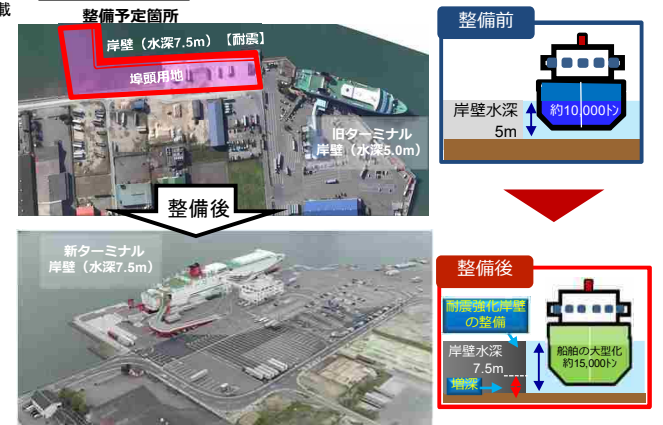 載
整備予定箇所
岸壁（水深7.5m）【耐震】
埠頭用地
旧ターミナル
岸壁（水深5.0m）
整備後
新ターミナル
岸壁（水深7.5m）
整備前
岸壁水深
5m
約10,000ﾄﾝ
整備後
耐震強化岸壁
の整備
岸壁水深
7.5m
増深
船舶の大型化
約15,000ﾄﾝ